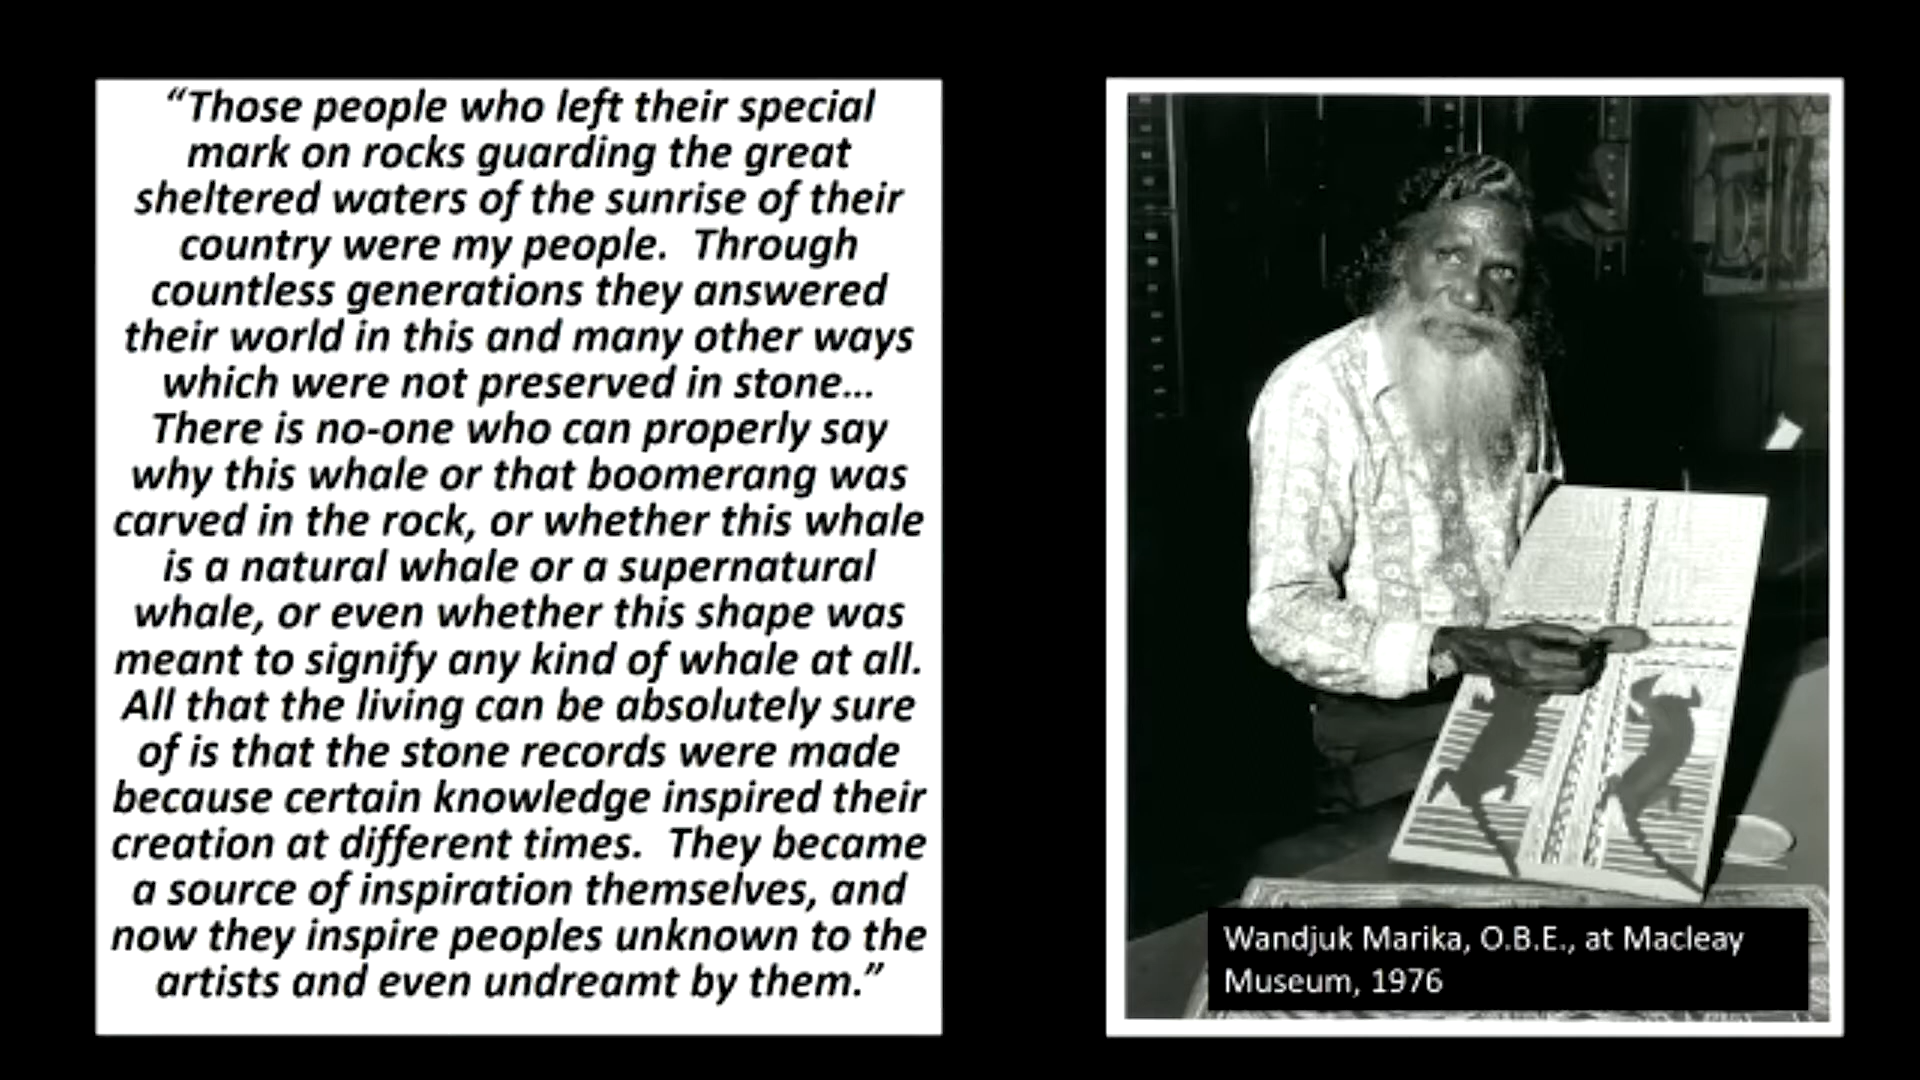 “Those people who left their special
mark on rocks guarding the great
sheltered waters of the sunrise of their
country were my people.  Through
countless generations they answered
their world in this and many other ways
which were not preserved in stone...
There is no-one who can properly say
why this whale or that boomerang was
carved in the rock, or whether this whale
is a natural whale or a supernatural
whale, or even whether this shape was
meant to signify any kind of whale at all.
All that the living can be absolutely sure
of is that the stone records were made
because certain knowledge inspired their
creation at different times.  They became
a source of inspiration themselves, and
now they inspire peoples unknown to the
artists and even undreamt by them.”
Wandjuk Marika, O.B.E., at Macleay
Museum, 1976